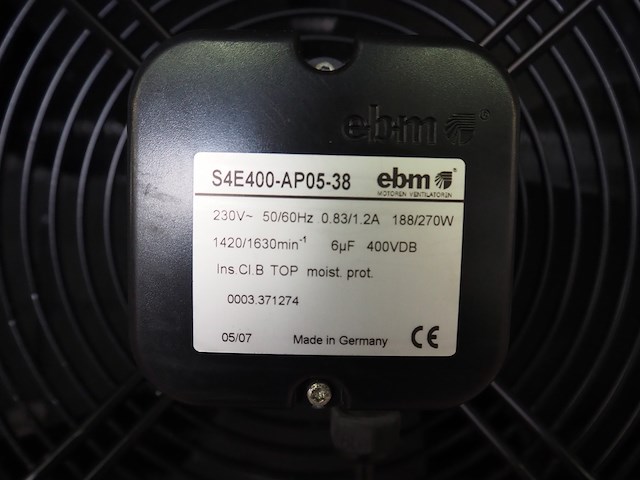 ebm
S4E400-AP05-38 ebm®
MOTOREN VENTILATOREN
230V~ 50/60Hz 0.83/1.2A 188/270W
1420/1630min⁻¹ 6µF 400VDB
Ins.Cl.B TOP moist. prot.
0003.371274
05/07 Made in Germany CE